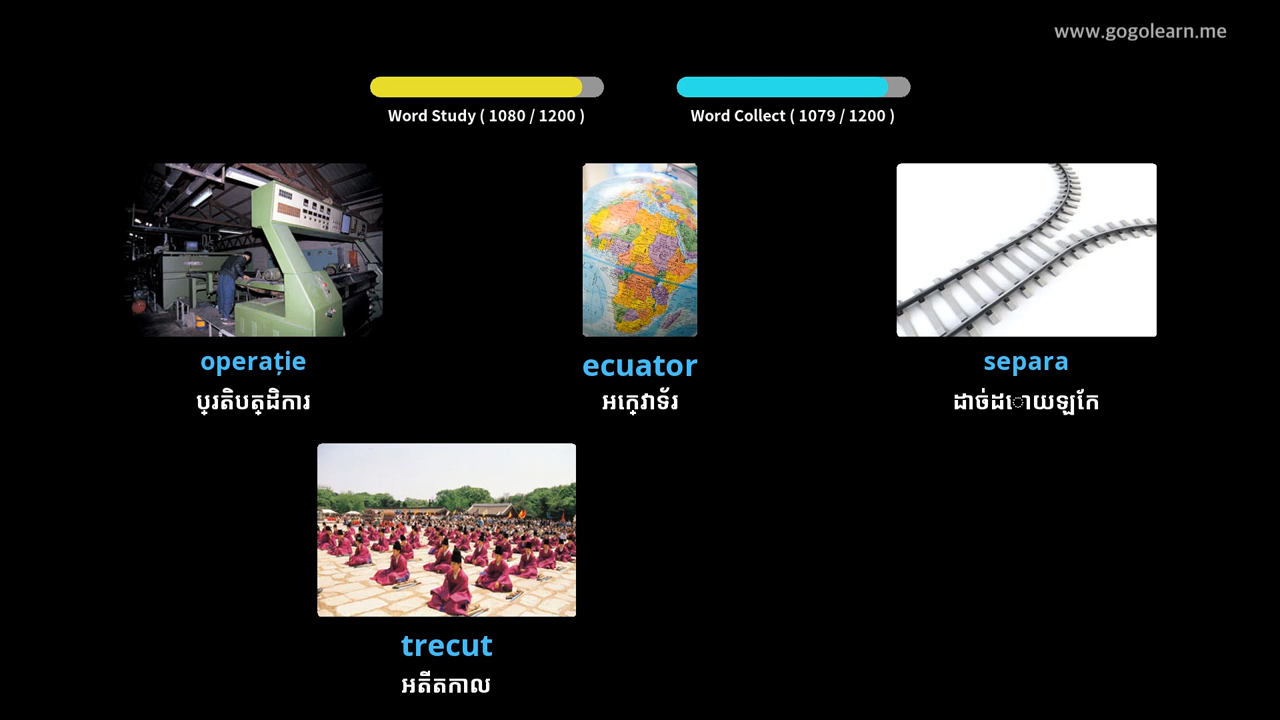 www.gogolearn.me
Word Study ( 1080 / 1200 )
Word Collect ( 1079 / 1200 )
operație
ប្រតិបត្ដិការ
ecuator
អេក្វាទ័រ
separa
ដាច់ដោយឡែក
trecut
អតីតកាល